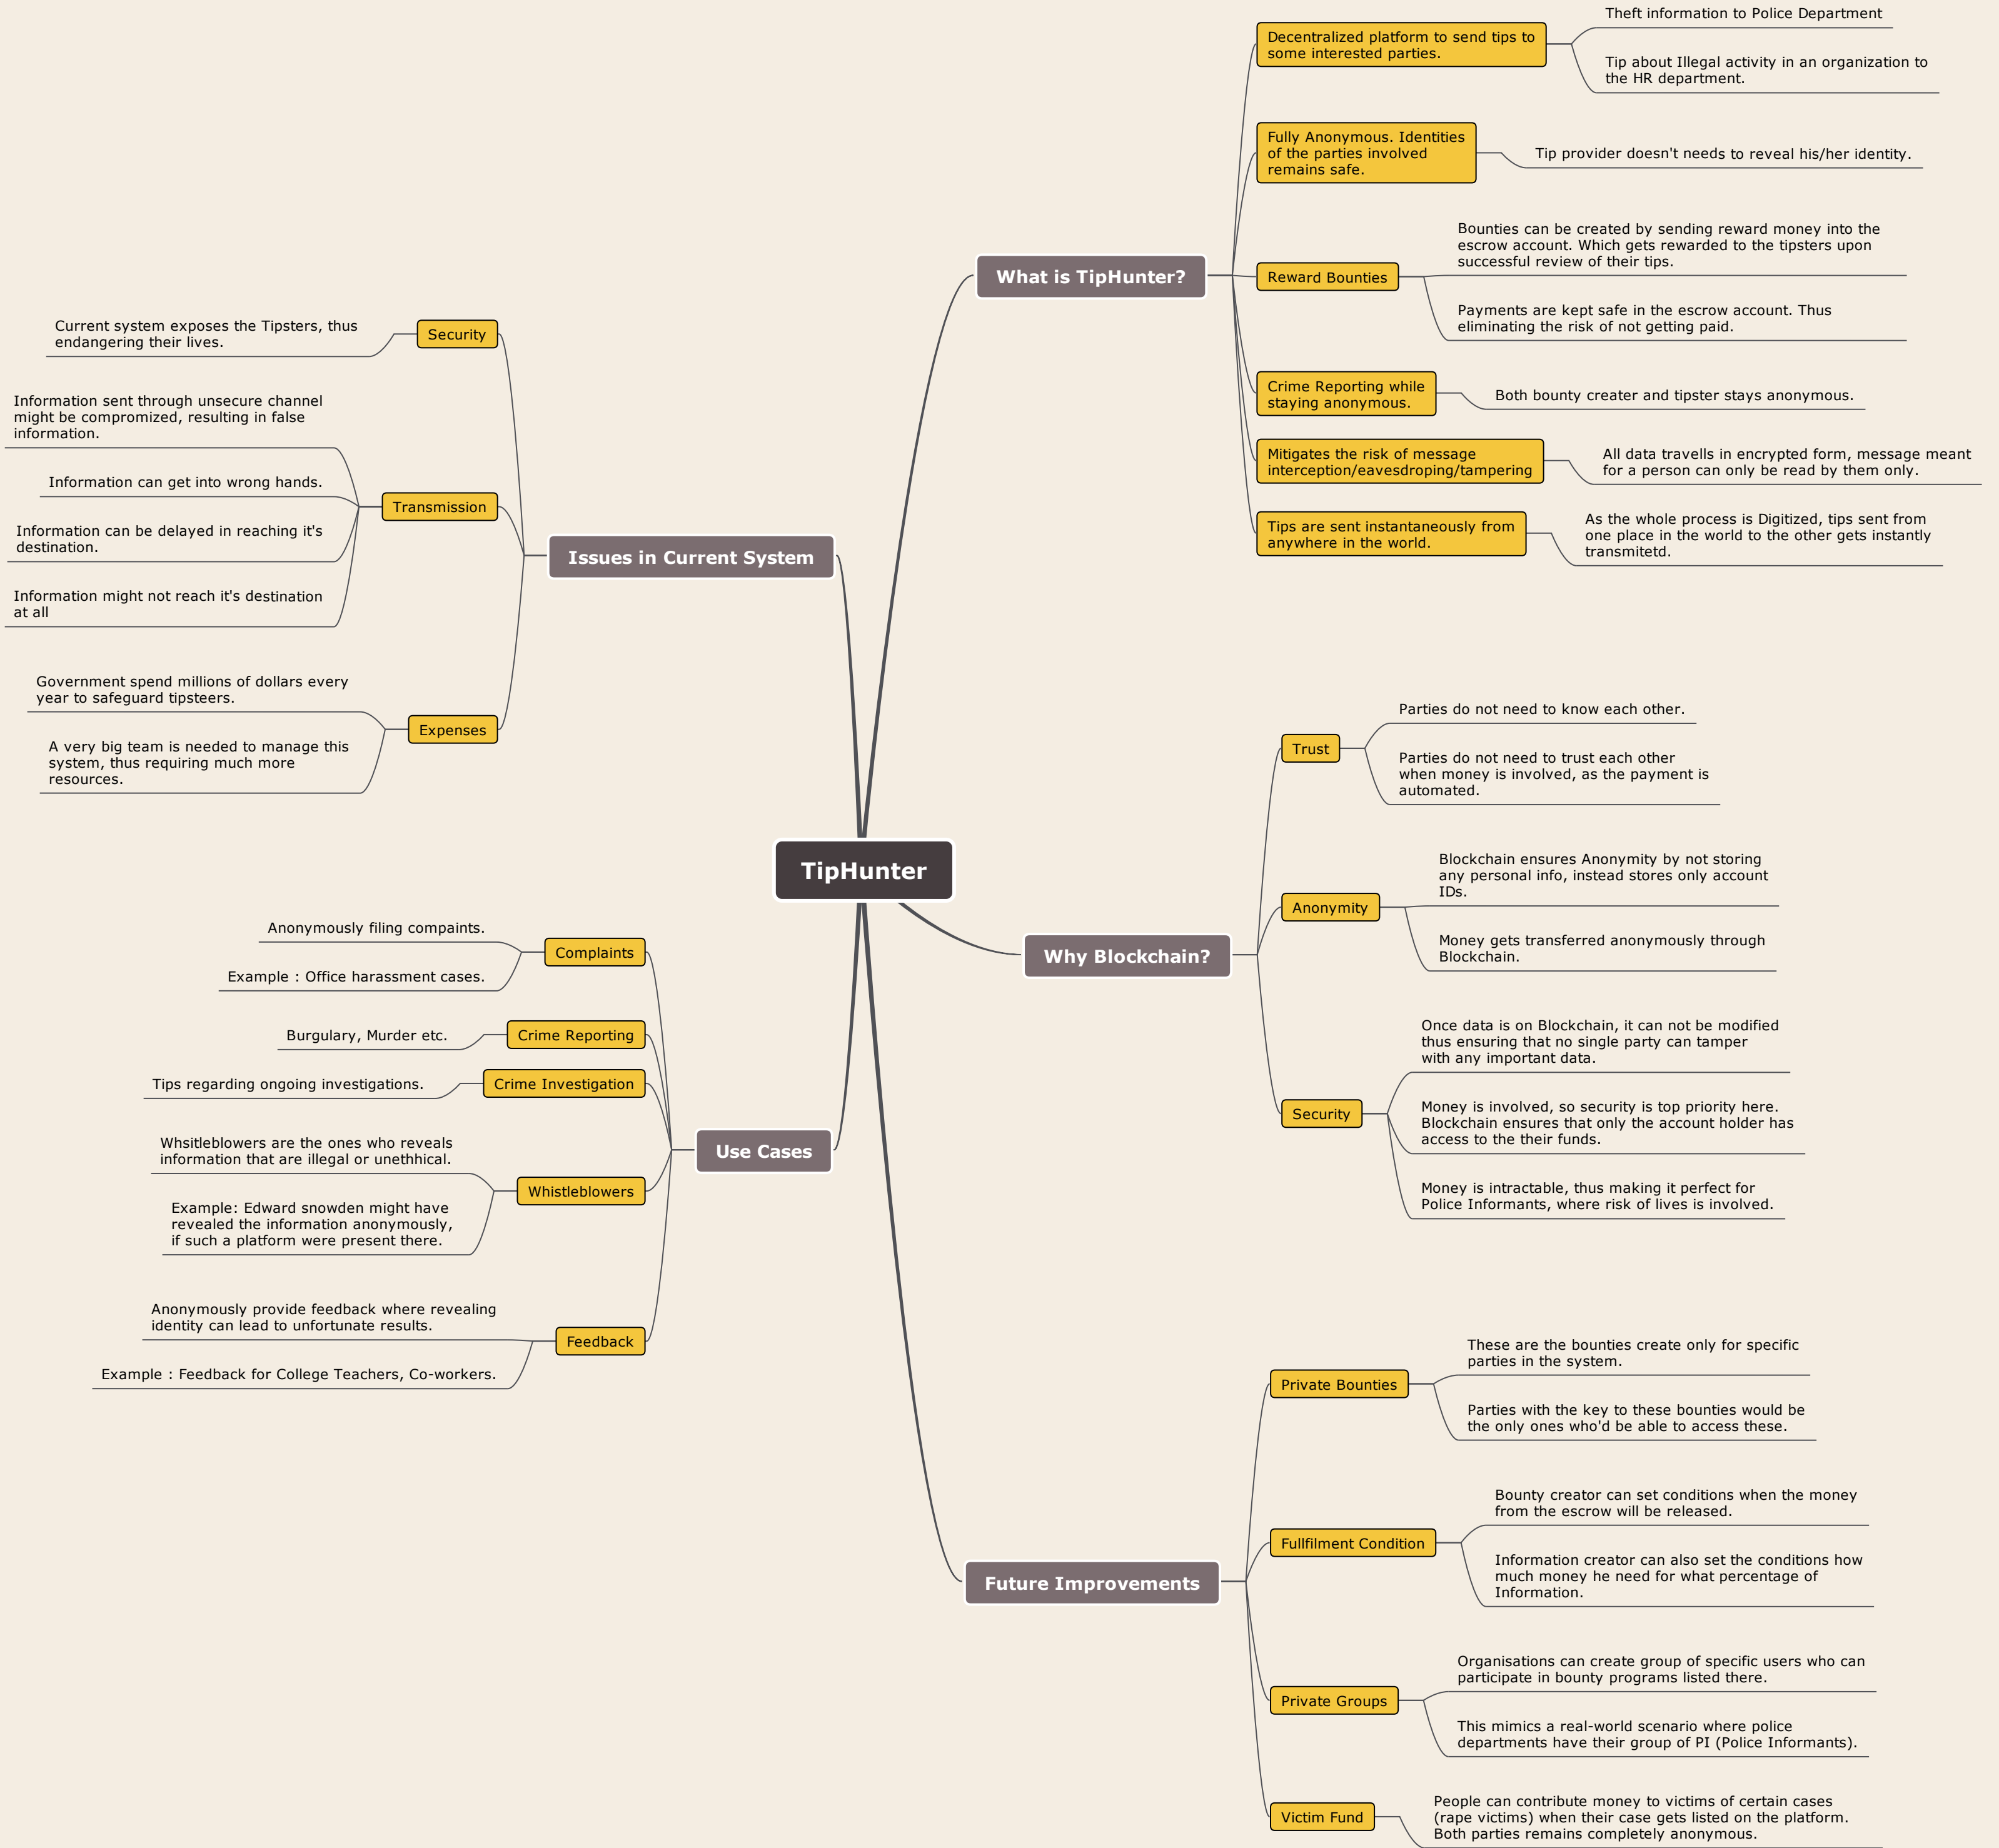 TipHunter
What is TipHunter?
Decentralized platform to send tips to
some interested parties.
Theft information to Police Department
Tip about Illegal activity in an organization to
the HR department.
Fully Anonymous. Identities
of the parties involved
remains safe.
Tip provider doesn't needs to reveal his/her identity.
Reward Bounties
Bounties can be created by sending reward money into the
escrow account. Which gets rewarded to the tipsters upon
successful review of their tips.
Payments are kept safe in the escrow account. Thus
eliminating the risk of not getting paid.
Crime Reporting while
staying anonymous.
Both bounty creater and tipster stays anonymous.
Mitigates the risk of message
interception/eavesdroping/tampering
All data travells in encrypted form, message meant
for a person can only be read by them only.
Tips are sent instantaneously from
anywhere in the world.
As the whole process is Digitized, tips sent from
one place in the world to the other gets instantly
transmitetd.
Why Blockchain?
Trust
Parties do not need to know each other.
Parties do not need to trust each other
when money is involved, as the payment is
automated.
Anonymity
Blockchain ensures Anonymity by not storing
any personal info, instead stores only account
IDs.
Money gets transferred anonymously through
Blockchain.
Security
Once data is on Blockchain, it can not be modified
thus ensuring that no single party can tamper
with any important data.
Money is involved, so security is top priority here.
Blockchain ensures that only the account holder has
access to the their funds.
Money is intractable, thus making it perfect for
Police Informants, where risk of lives is involved.
Future Improvements
Private Bounties
These are the bounties create only for specific
parties in the system.
Parties with the key to these bounties would be
the only ones who'd be able to access these.
Fullfilment Condition
Bounty creator can set conditions when the money
from the escrow will be released.
Information creator can also set the conditions how
much money he need for what percentage of
Information.
Private Groups
Organisations can create group of specific users who can
participate in bounty programs listed there.
This mimics a real-world scenario where police
departments have their group of PI (Police Informants).
Victim Fund
People can contribute money to victims of certain cases
(rape victims) when their case gets listed on the platform.
Both parties remains completely anonymous.
Issues in Current System
Security
Current system exposes the Tipsters, thus
endangering their lives.
Transmission
Information sent through unsecure channel
might be compromized, resulting in false
information.
Information can get into wrong hands.
Information can be delayed in reaching it's
destination.
Information might not reach it's destination
at all
Expenses
Government spend millions of dollars every
year to safeguard tipsteers.
A very big team is needed to manage this
system, thus requiring much more
resources.
Use Cases
Complaints
Anonymously filing compaints.
Example : Office harassment cases.
Crime Reporting
Burgulary, Murder etc.
Crime Investigation
Tips regarding ongoing investigations.
Whistleblowers
Whsitleblowers are the ones who reveals
information that are illegal or unethhical.
Example: Edward snowden might have
revealed the information anonymously,
if such a platform were present there.
Feedback
Anonymously provide feedback where revealing
identity can lead to unfortunate results.
Example : Feedback for College Teachers, Co-workers.